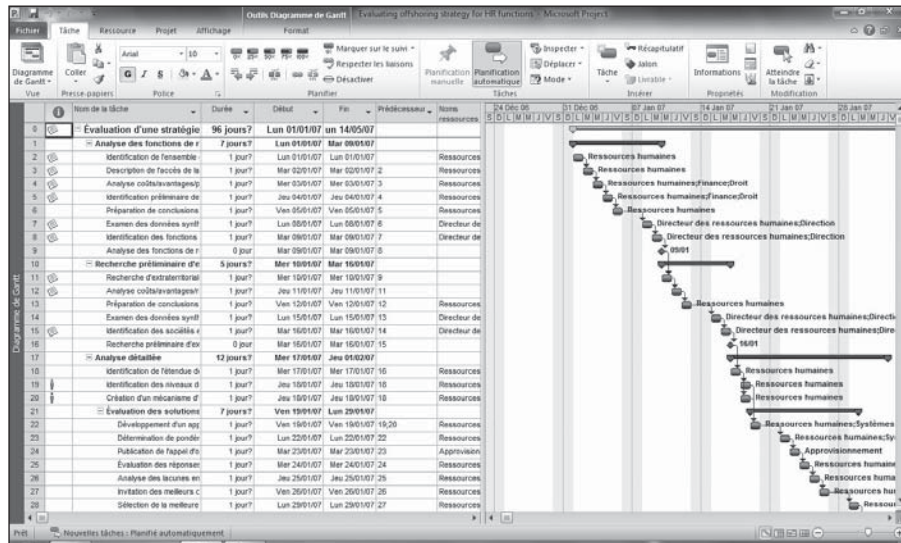 Outils Diagramme de Gantt Evaluating offshoring strategy for HR functions - Microsoft Project
Fichier Tâche Ressource Projet Affichage Format
Diagramme de Gantt
Coller
Arial 10
G I S
Marquer sur le suivi
Respecter les liaisons
Désactiver
Planification manuelle
Planification automatique
Inspecter
Déplacer
Mode
Tâche
Récapitulatif
Jalon
Livrable
Informations
Atteindre la tâche
Vue Presse-papiers Police Planifier Tâches Insérer Propriétés Modification
Nom de la tâche Durée Début Fin Prédécesseur Noms ressources
24 Déc 06 31 Déc 06 07 Jan 07 14 Jan 07 21 Jan 07 28 Jan 07
S D L M M J V S D L M M J V S D L M M J V S D L M M J V S D L M M J V S D L M M J V
0 Évaluation d'une stratégie 96 jours? Lun 01/01/07 un 14/05/07
1 Analyse des fonctions de r 7 jours? Lun 01/01/07 Mar 09/01/07
2 Identification de l'ensemble 1 jour? Lun 01/01/07 Lun 01/01/07 Ressources Ressources humaines
3 Description de l'accès de la 1 jour? Mar 02/01/07 Mar 02/01/07 2 Ressources Ressources humaines
4 Analyse coûts/avantages/p 1 jour? Mer 03/01/07 Mer 03/01/07 3 Ressources Ressources humaines;Finance;Droit
5 Identification préliminaire de 1 jour? Jeu 04/01/07 Jeu 04/01/07 4 Ressources Ressources humaines;Finance;Droit
6 Préparation de conclusions 1 jour? Ven 05/01/07 Ven 05/01/07 5 Ressources Ressources humaines
7 Examen des données synth 1 jour? Lun 08/01/07 Lun 08/01/07 6 Directeur de Directeur des ressources humaines;Direction
8 Identification des fonctions 1 jour? Mar 09/01/07 Mar 09/01/07 7 Directeur de Directeur des ressources humaines;Direction
9 Analyse des fonctions de r 0 jour Mar 09/01/07 Mar 09/01/07 8 09/01
10 Recherche préliminaire d'e 5 jours? Mer 10/01/07 Mar 16/01/07
11 Recherche d'extraterritorial 1 jour? Mer 10/01/07 Mer 10/01/07 9
12 Analyse coûts/avantages/r 1 jour? Jeu 11/01/07 Jeu 11/01/07 11
13 Préparation de conclusions 1 jour? Ven 12/01/07 Ven 12/01/07 12 Ressources Ressources humaines
14 Examen des données synth 1 jour? Lun 15/01/07 Lun 15/01/07 13 Directeur de Directeur des ressources humaines;Directi
15 Identification des sociétés e 1 jour? Mar 16/01/07 Mar 16/01/07 14 Directeur de Directeur des ressources humaines;Dire
16 Recherche préliminaire d'ex 0 jour Mar 16/01/07 Mar 16/01/07 15 16/01
17 Analyse détaillée 12 jours? Mer 17/01/07 Jeu 01/02/07
18 Identification de l'étendue d 1 jour? Mer 17/01/07 Mer 17/01/07 16 Ressources Ressources humaines
19 Identification des niveaux d 1 jour? Jeu 18/01/07 Jeu 18/01/07 18 Ressources Ressources humaines
20 Création d'un mécanisme d' 1 jour? Jeu 18/01/07 Jeu 18/01/07 18 Ressources Ressources humaines
21 Évaluation des solutions 7 jours? Ven 19/01/07 Lun 29/01/07
22 Développement d'un app 1 jour? Ven 19/01/07 Ven 19/01/07 19;20 Ressources Ressources humaines;Systèmes
23 Détermination de pondér 1 jour? Lun 22/01/07 Lun 22/01/07 22 Ressources Ressources humaines;Sy
24 Publication de l'appel d'o 1 jour? Mar 23/01/07 Mar 23/01/07 23 Approvision Approvisionnement
25 Évaluation des réponses 1 jour? Mer 24/01/07 Mer 24/01/07 24 Ressources Ressources humaine
26 Analyse des lacunes en 1 jour? Jeu 25/01/07 Jeu 25/01/07 25 Ressources Ressources huma
27 Invitation des meilleurs c 1 jour? Ven 26/01/07 Ven 26/01/07 26 Ressources Ressources hur
28 Sélection de la meilleure 1 jour? Lun 29/01/07 Lun 29/01/07 27 Ressources Ressour
Diagramme de Gantt
Prêt Nouvelles tâches : Planifié automatiquement